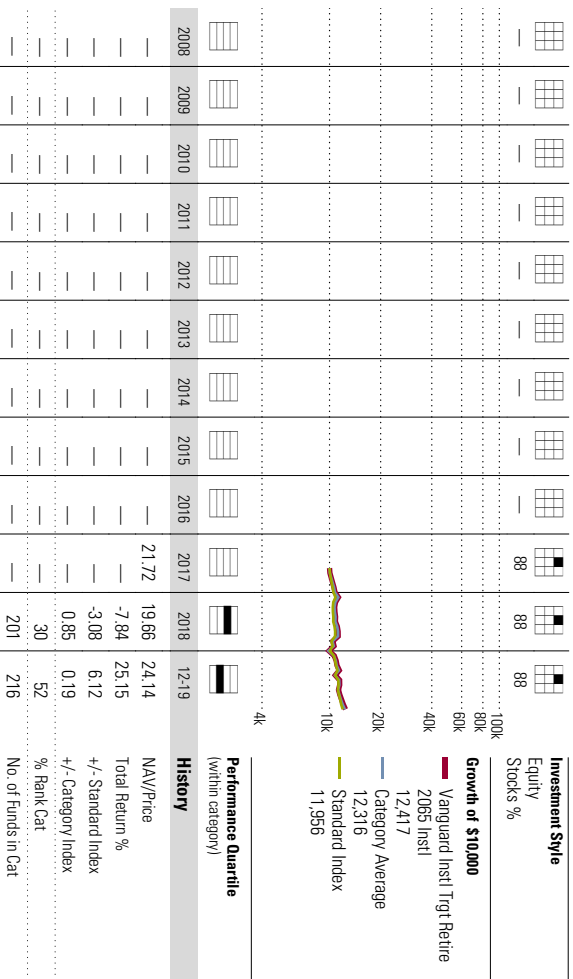 — — — — — — — — — 88 88 88
Investment Style
Equity
Stocks %
100k
80k
60k
40k
20k
10k
4k
Growth of $10,000
Vanguard Instl Trgt Retire
2065 Instl
12,417
Category Average
12,316
Standard Index
11,956
Performance Quartile
(within category)
2008 2009 2010 2011 2012 2013 2014 2015 2016 2017 2018 12-19 History
— — — — — — — — — 21.72 19.66 24.14 NAV/Price
— — — — — — — — — — -7.84 25.15 Total Return %
— — — — — — — — — — -3.08 6.12 +/- Standard Index
— — — — — — — — — — 0.85 0.19 +/- Category Index
— — — — — — — — — — 30 52 % Rank Cat
— — — — — — — — — — 201 216 No. of Funds in Cat